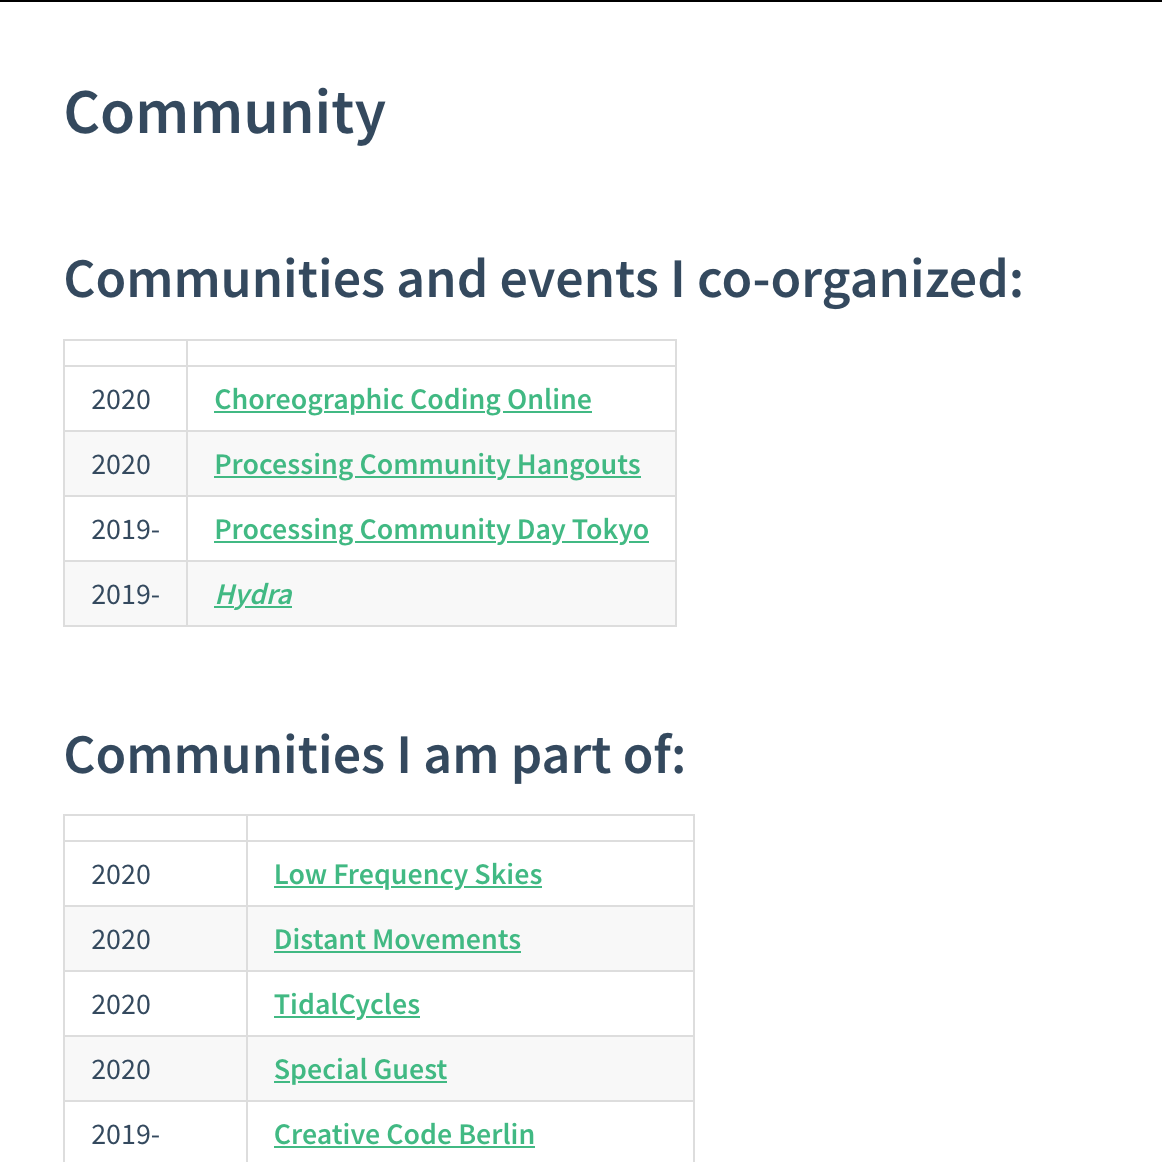 Community
Communities and events I co-organized:
2020 Choreographic Coding Online
2020 Processing Community Hangouts
2019- Processing Community Day Tokyo
2019- Hydra
Communities I am part of:
2020 Low Frequency Skies
2020 Distant Movements
2020 TidalCycles
2020 Special Guest
2019- Creative Code Berlin